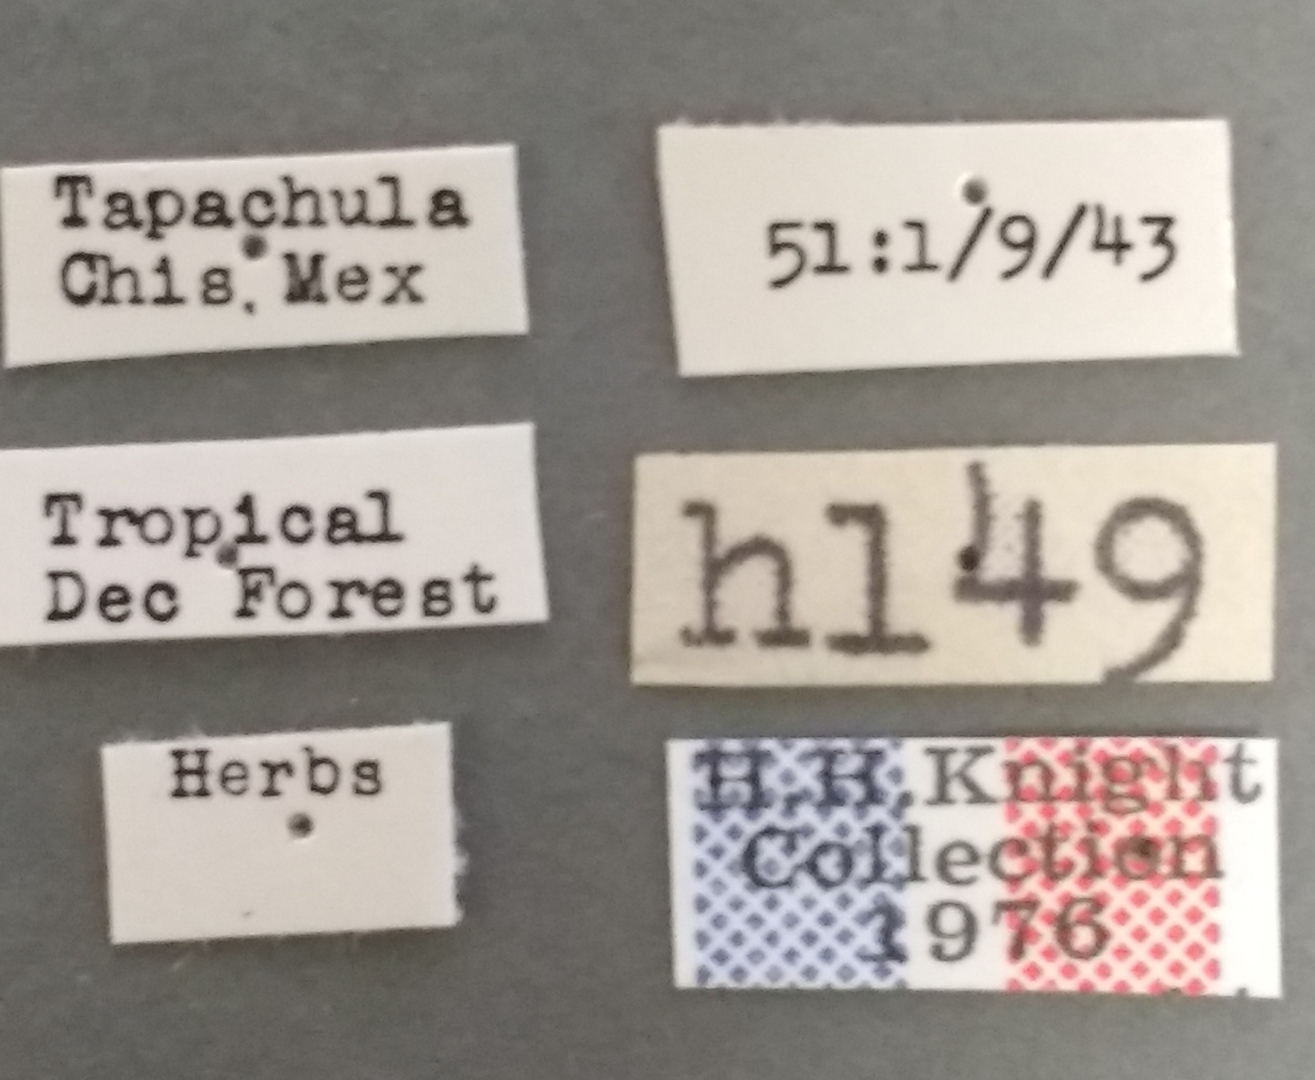 Tapachula
Chis. Mex
51:1/9/43
Tropical
Dec Forest
h149
Herbs
H.H.Knight
Collection
1976